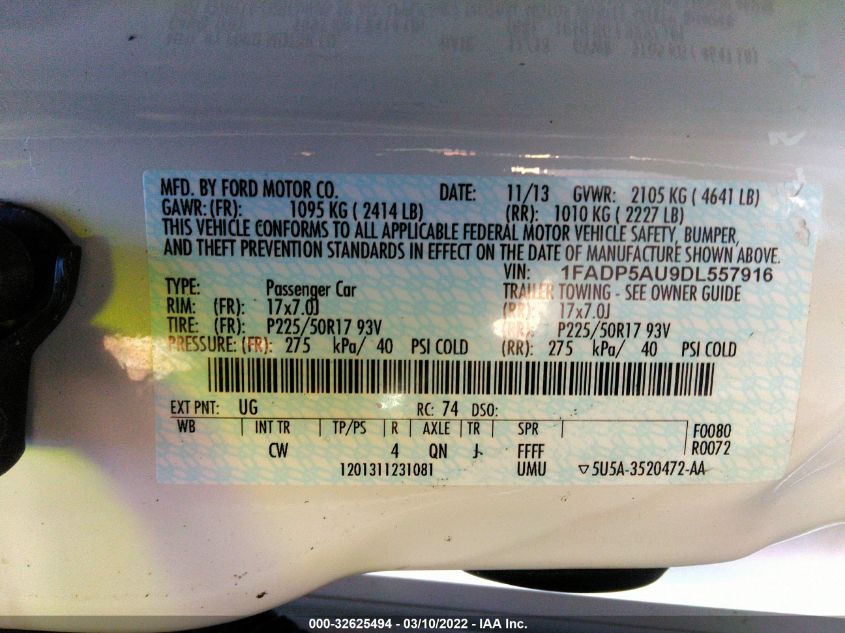 MFD. BY FORD MOTOR CO. DATE: 11/13 GVWR: 2105 KG ( 4641 LB)
GAWR: (FR): 1095 KG ( 2414 LB) (RR): 1010 KG ( 2227 LB)
THIS VEHICLE CONFORMS TO ALL APPLICABLE FEDERAL MOTOR VEHICLE SAFETY, BUMPER,
AND THEFT PREVENTION STANDARDS IN EFFECT ON THE DATE OF MANUFACTURE SHOWN ABOVE.
VIN: 1FADP5AU9DL557916
TYPE: Passenger Car TRAILER TOWING - SEE OWNER GUIDE
RIM: (FR): 17x7.0J (RR): 17x7.0J
TIRE: (FR): P225/50R17 93V (RR): P225/50R17 93V
PRESSURE: (FR): 275 kPa/ 40 PSI COLD (RR): 275 kPa/ 40 PSI COLD
EXT PNT: UG RC: 74 DSO:
WB INT TR TP/PS R AXLE TR SPR F0080
CW 4 QN J FFFF R0072
1201311231081 UMU ▽5U5A-3520472-AA
000-32625494 - 03/10/2022 - IAA Inc.